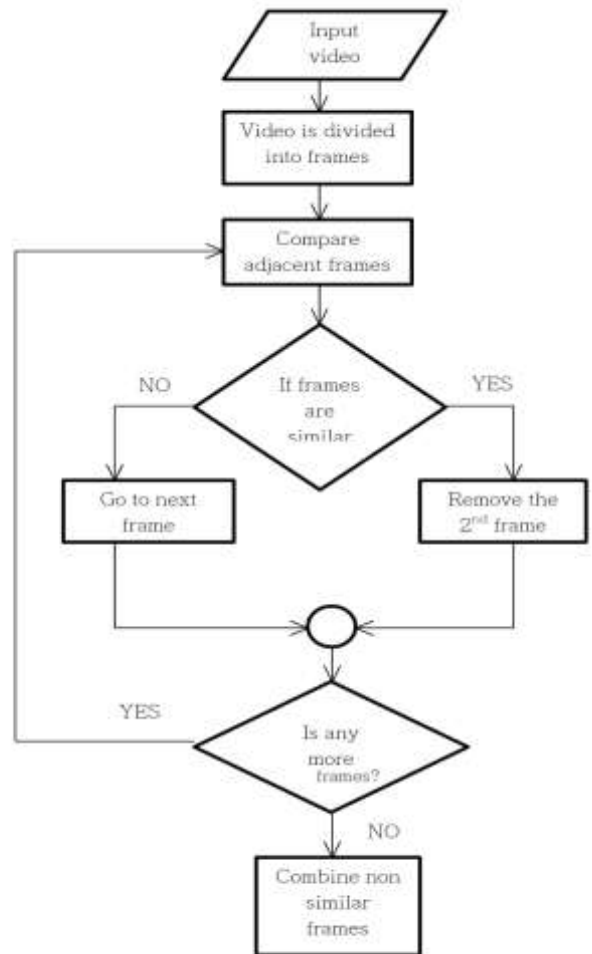 Input
video
Video is divided
into frames
Compare
adjacent frames
If frames
are
similar
NO
YES
Go to next
frame
Remove the
2nd frame
YES
Is any
more
frames?
NO
Combine non
similar
frames